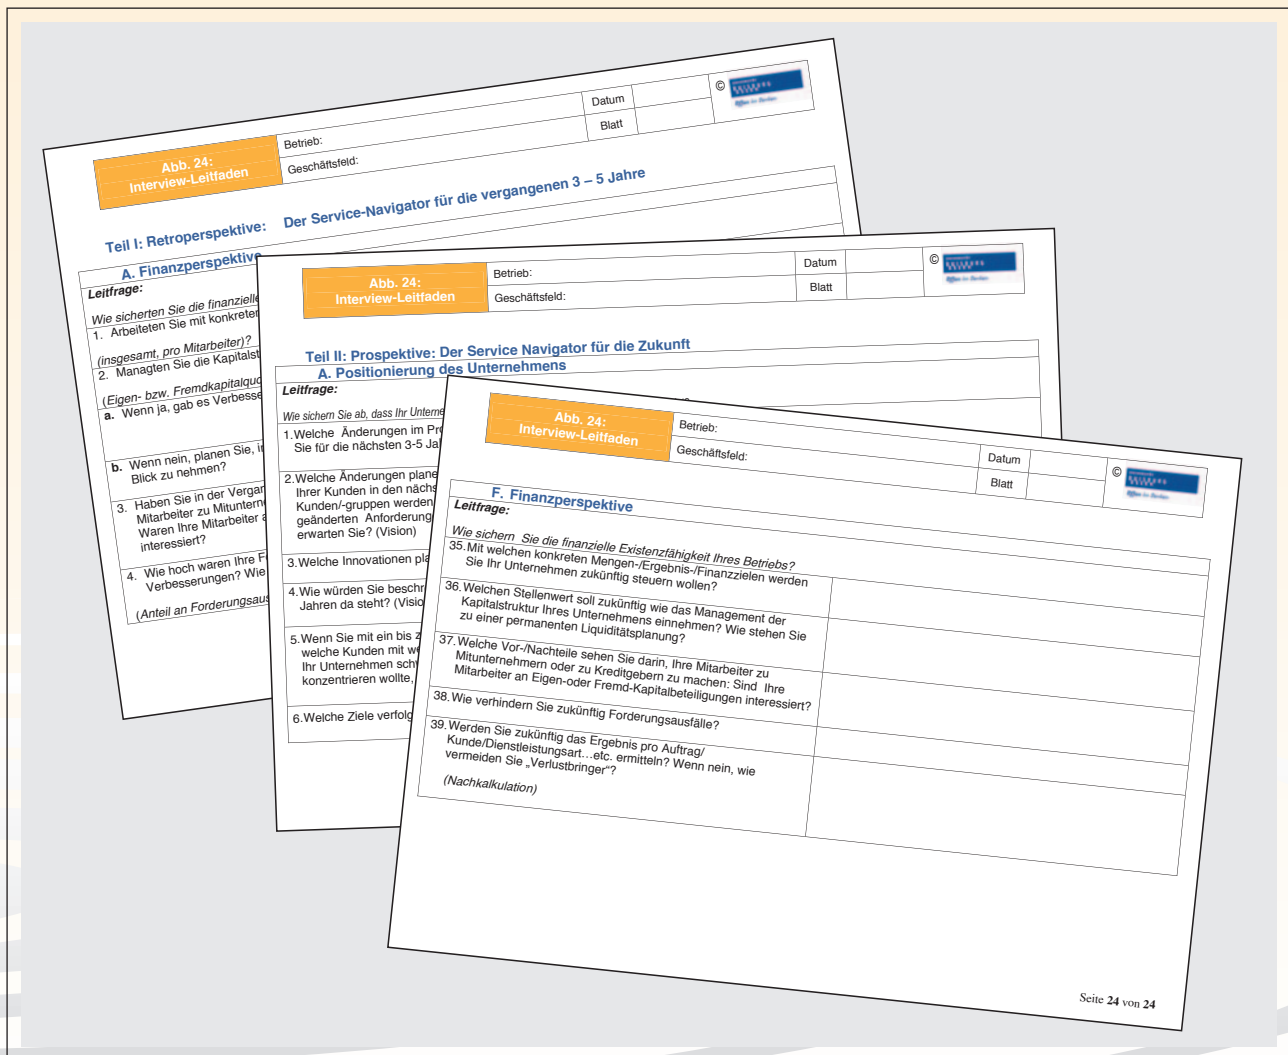 Abb. 24:
Interview-Leitfaden
Betrieb:
Geschäftsfeld:
Datum
Blatt
©
Teil I: Retroperspektive: Der Service-Navigator für die vergangenen 3 – 5 Jahre
A. Finanzperspektive
Leitfrage:
Wie sicherten Sie die finanzielle
1. Arbeiteten Sie mit konkreten
(insgesamt, pro Mitarbeiter)?
2. Managten Sie die Kapitalst
(Eigen- bzw. Fremdkapitalquo
a. Wenn ja, gab es Verbesse
b. Wenn nein, planen Sie, i
Blick zu nehmen?
3. Haben Sie in der Vergan
Mitarbeiter zu Mituntern
Waren Ihre Mitarbeiter a
interessiert?
4. Wie hoch waren Ihre F
Verbesserungen? Wie
(Anteil an Forderungsaus
Abb. 24:
Interview-Leitfaden
Betrieb:
Geschäftsfeld:
Datum
Blatt
©
Teil II: Prospektive: Der Service Navigator für die Zukunft
A. Positionierung des Unternehmens
Leitfrage:
Wie sichern Sie ab, dass Ihr Unterne
1.Welche Änderungen im Pro
Sie für die nächsten 3-5 Jah
2.Welche Änderungen plane
Ihrer Kunden in den nächs
Kunden/-gruppen werden
geänderten Anforderung
erwarten Sie? (Vision)
3.Welche Innovationen pla
4.Wie würden Sie beschr
Jahren da steht? (Visio
5.Wenn Sie mit ein bis z
welche Kunden mit we
Ihr Unternehmen schw
konzentrieren wollte,
6.Welche Ziele verfolg
Abb. 24:
Interview-Leitfaden
Betrieb:
Geschäftsfeld:
Datum
Blatt
©
F. Finanzperspektive
Leitfrage:
Wie sichern Sie die finanzielle Existenzfähigkeit Ihres Betriebs?
35.Mit welchen konkreten Mengen-/Ergebnis-/Finanzzielen werden
Sie Ihr Unternehmen zukünftig steuern wollen?
36.Welchen Stellenwert soll zukünftig wie das Management der
Kapitalstruktur Ihres Unternehmens einnehmen? Wie stehen Sie
zu einer permanenten Liquiditätsplanung?
37.Welche Vor-/Nachteile sehen Sie darin, Ihre Mitarbeiter zu
Mitunternehmern oder zu Kreditgebern zu machen: Sind Ihre
Mitarbeiter an Eigen-oder Fremd-Kapitalbeteiligungen interessiert?
38.Wie verhindern Sie zukünftig Forderungsausfälle?
39.Werden Sie zukünftig das Ergebnis pro Auftrag/
Kunde/Dienstleistungsart…etc. ermitteln? Wenn nein, wie
vermeiden Sie „Verlustbringer“?
(Nachkalkulation)
Seite 24 von 24